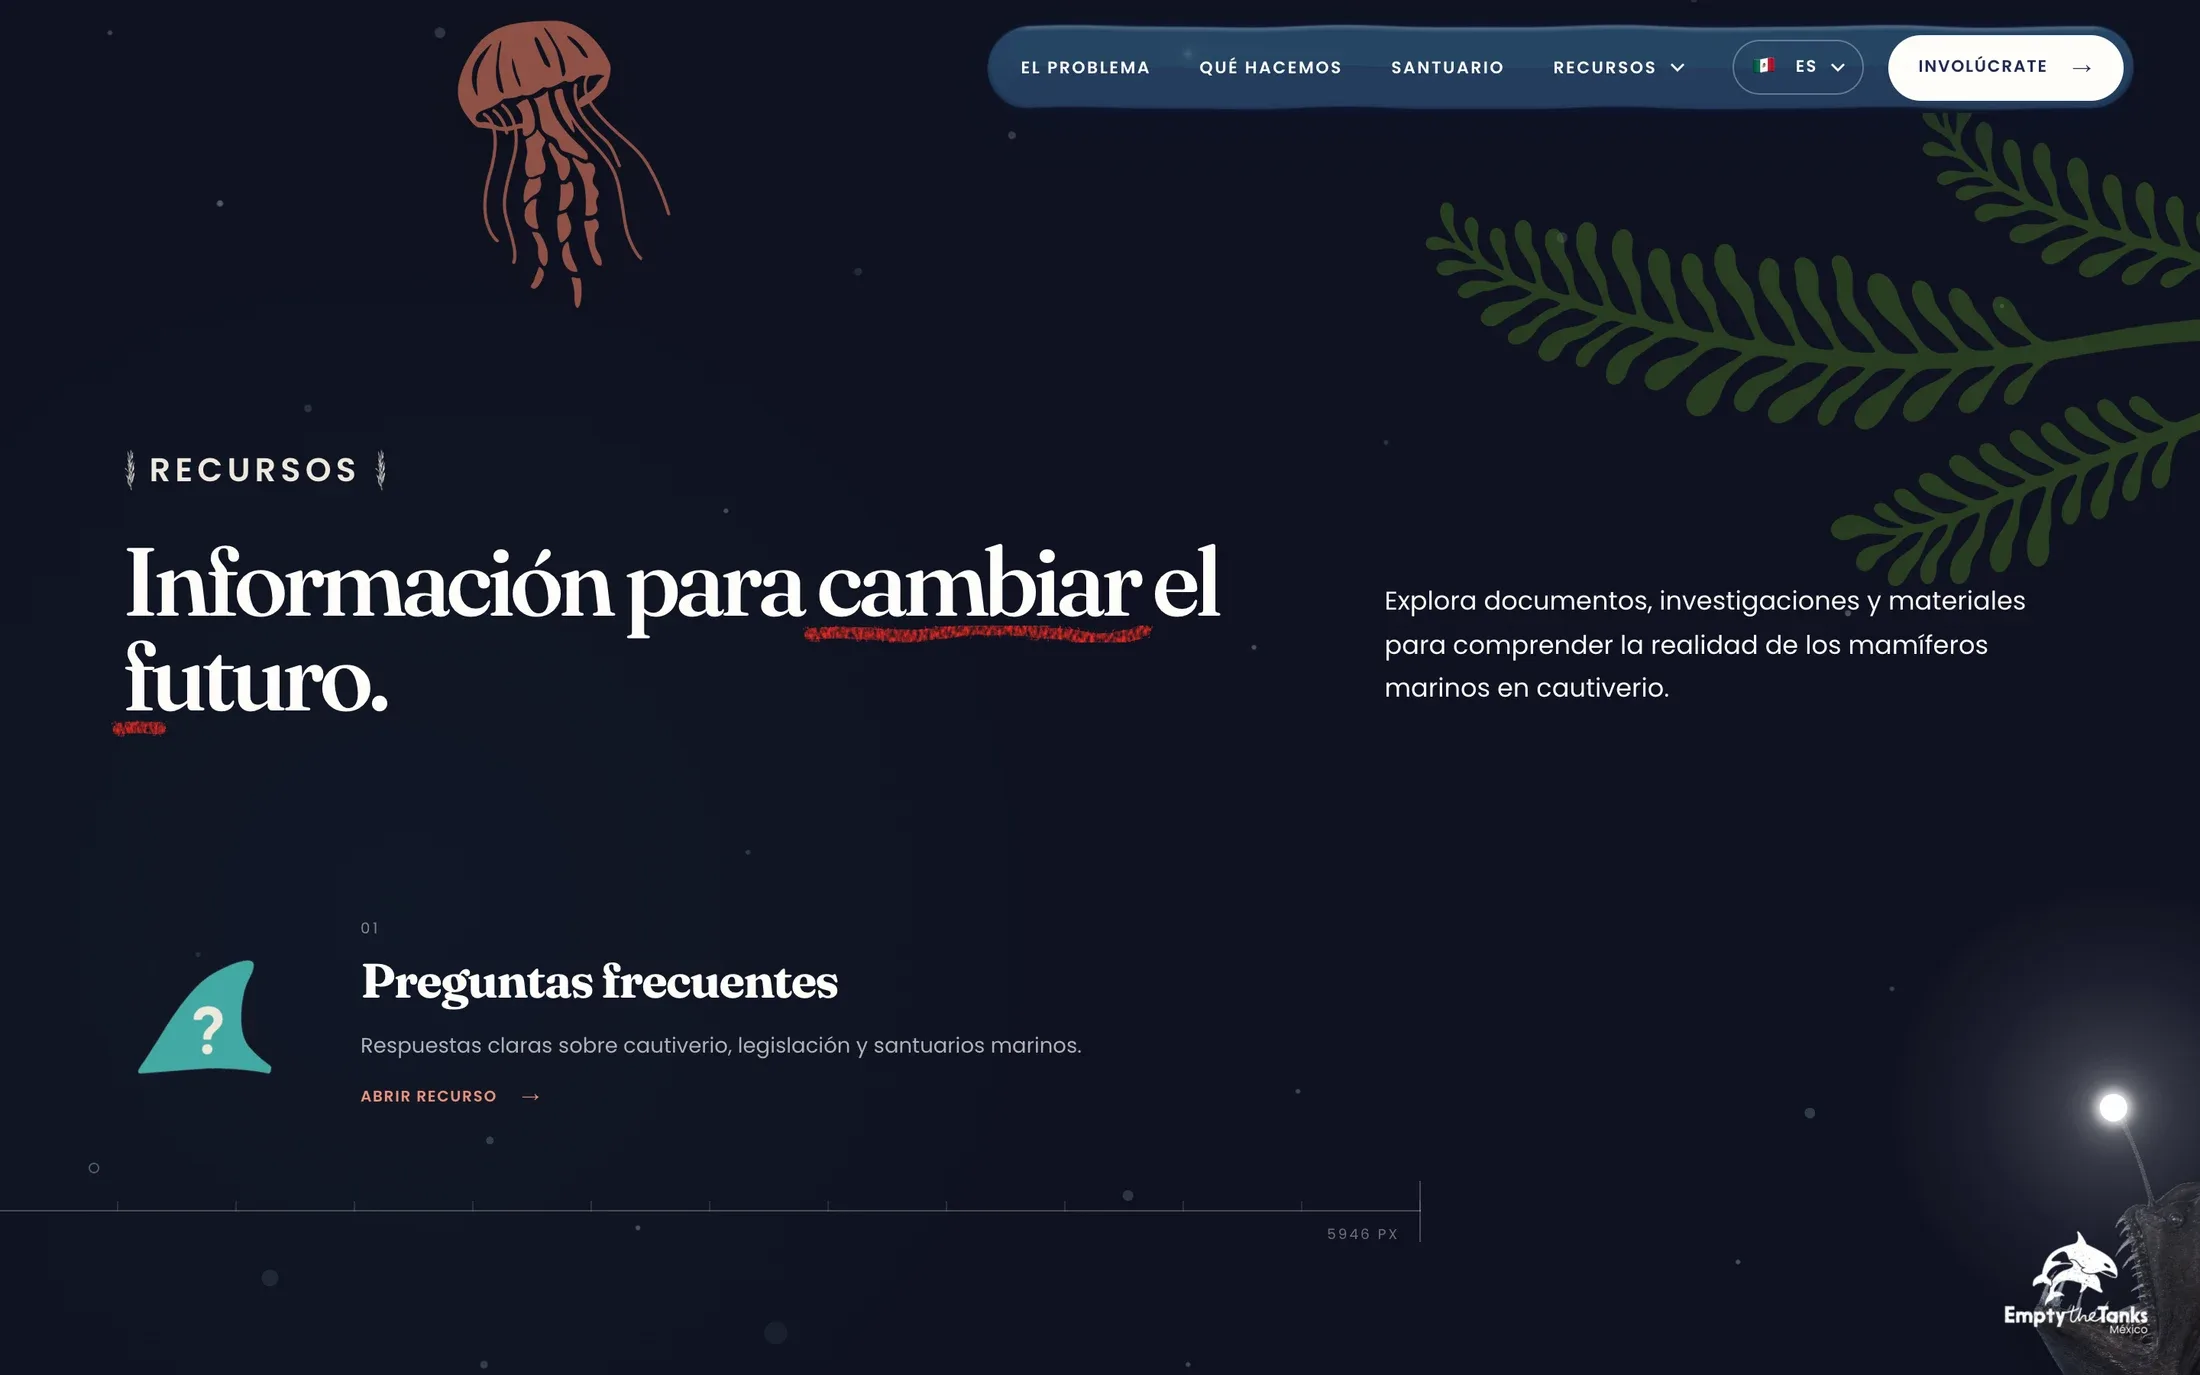 EL PROBLEMA
QUÉ HACEMOS
SANTUARIO
RECURSOS
ES
INVOLÚCRATE →
RECURSOS
Información para cambiar el
futuro.
Explora documentos, investigaciones y materiales
para comprender la realidad de los mamíferos
marinos en cautiverio.
01
?
Preguntas frecuentes
Respuestas claras sobre cautiverio, legislación y santuarios marinos.
ABRIR RECURSO →
5946 PX
Empty the Tanks
México